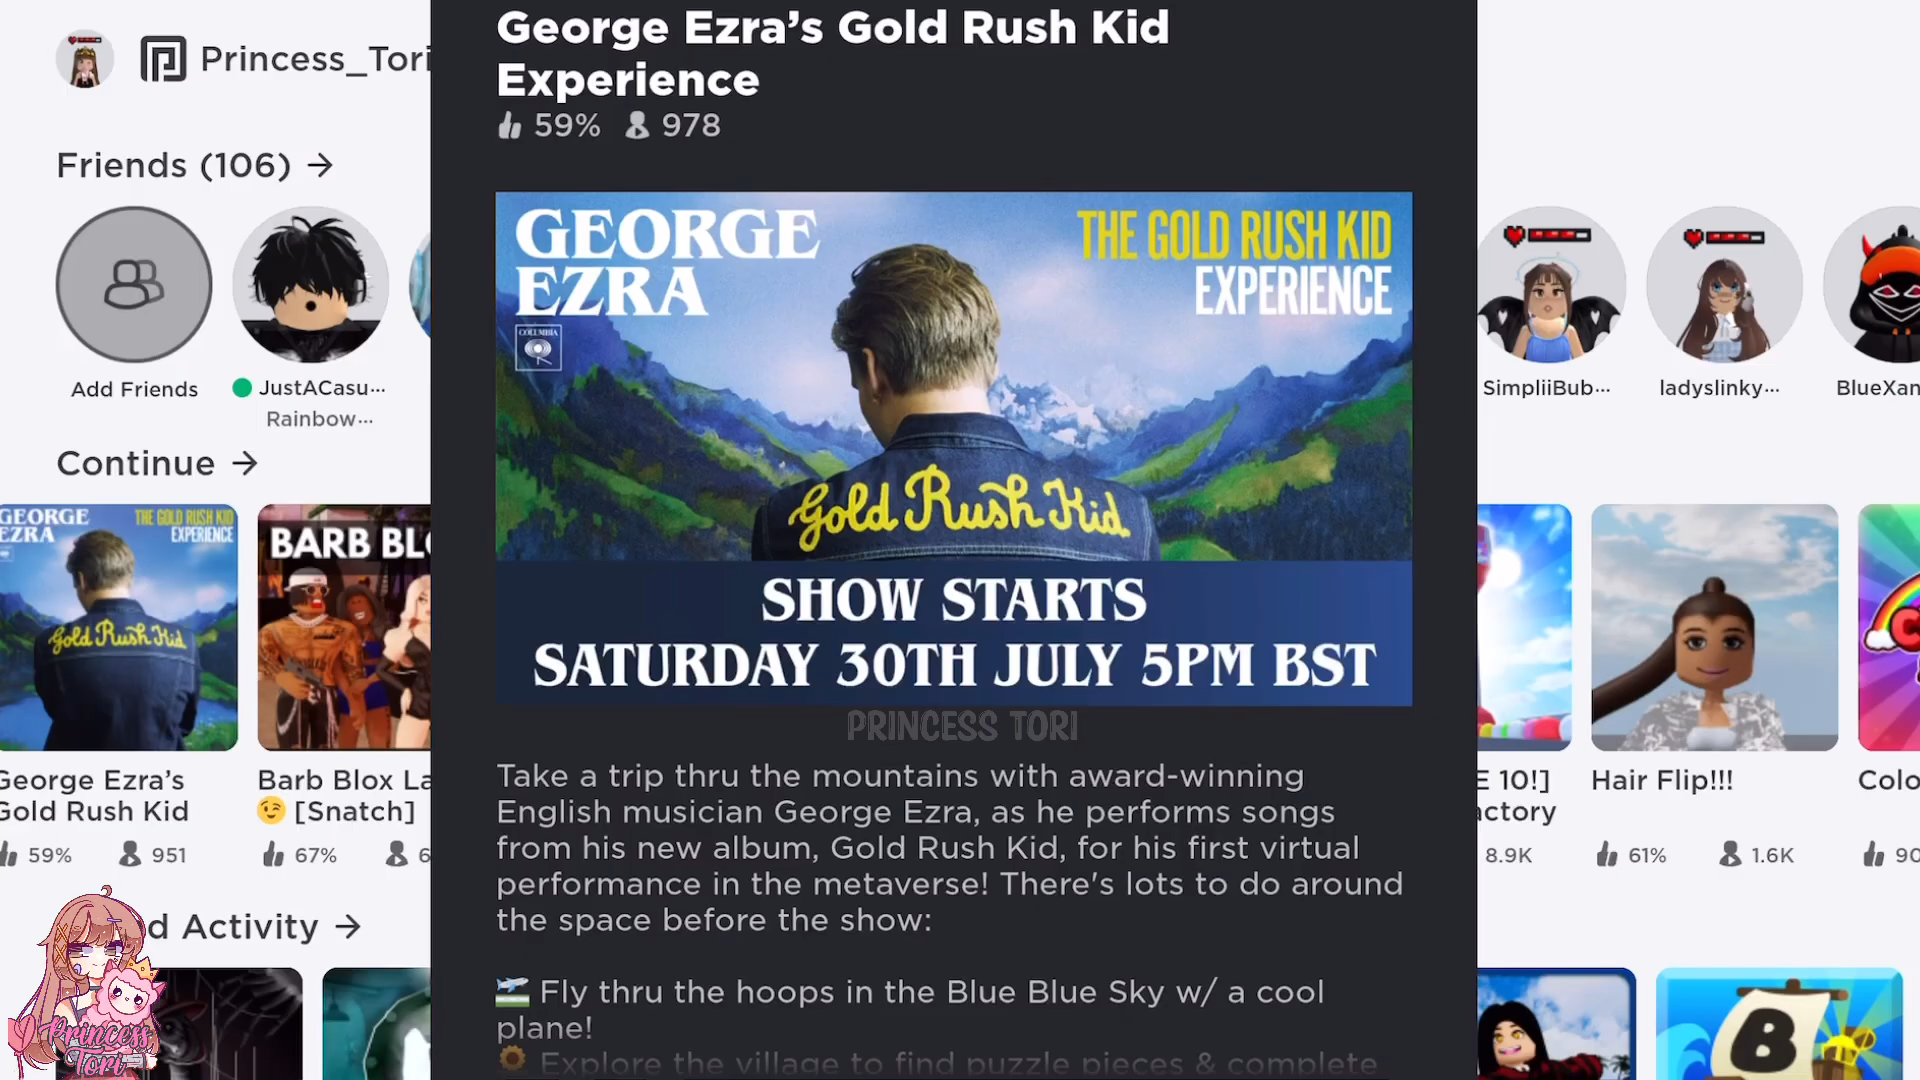 Princess_Tori
Friends (106) →
Add Friends
JustACasu...
Rainbow...
Continue →
GEORGE
EZRA
THE GOLD RUSH KID
EXPERIENCE
Gold Rush Kid
BARB BL
George Ezra's
Gold Rush Kid
59% 951
Barb Blox La
😉 [Snatch]
67% 6
d Activity →
Princess
Tori
George Ezra's Gold Rush Kid
Experience
59% 978
GEORGE
EZRA
COLUMBIA
THE GOLD RUSH KID
EXPERIENCE
Gold Rush Kid
SHOW STARTS
SATURDAY 30TH JULY 5PM BST
PRINCESS TORI
Take a trip thru the mountains with award-winning
English musician George Ezra, as he performs songs
from his new album, Gold Rush Kid, for his first virtual
performance in the metaverse! There's lots to do around
the space before the show:
Fly thru the hoops in the Blue Blue Sky w/ a cool
plane!
Explore the village to find puzzle pieces & complete
SimpliiBub...
ladyslinky...
BlueXan
E 10!]
actory
8.9K
Hair Flip!!!
61% 1.6K
C
Colo
90
B